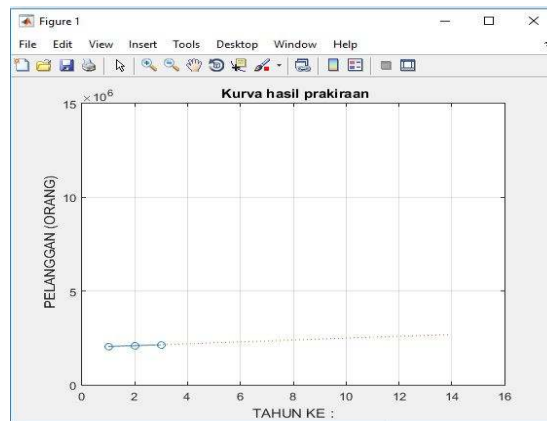 Figure 1
File Edit View Insert Tools Desktop Window Help
×10⁶
Kurva hasil prakiraan
15
10
5
0
PELANGGAN (ORANG)
0 2 4 6 8 10 12 14 16
TAHUN KE :